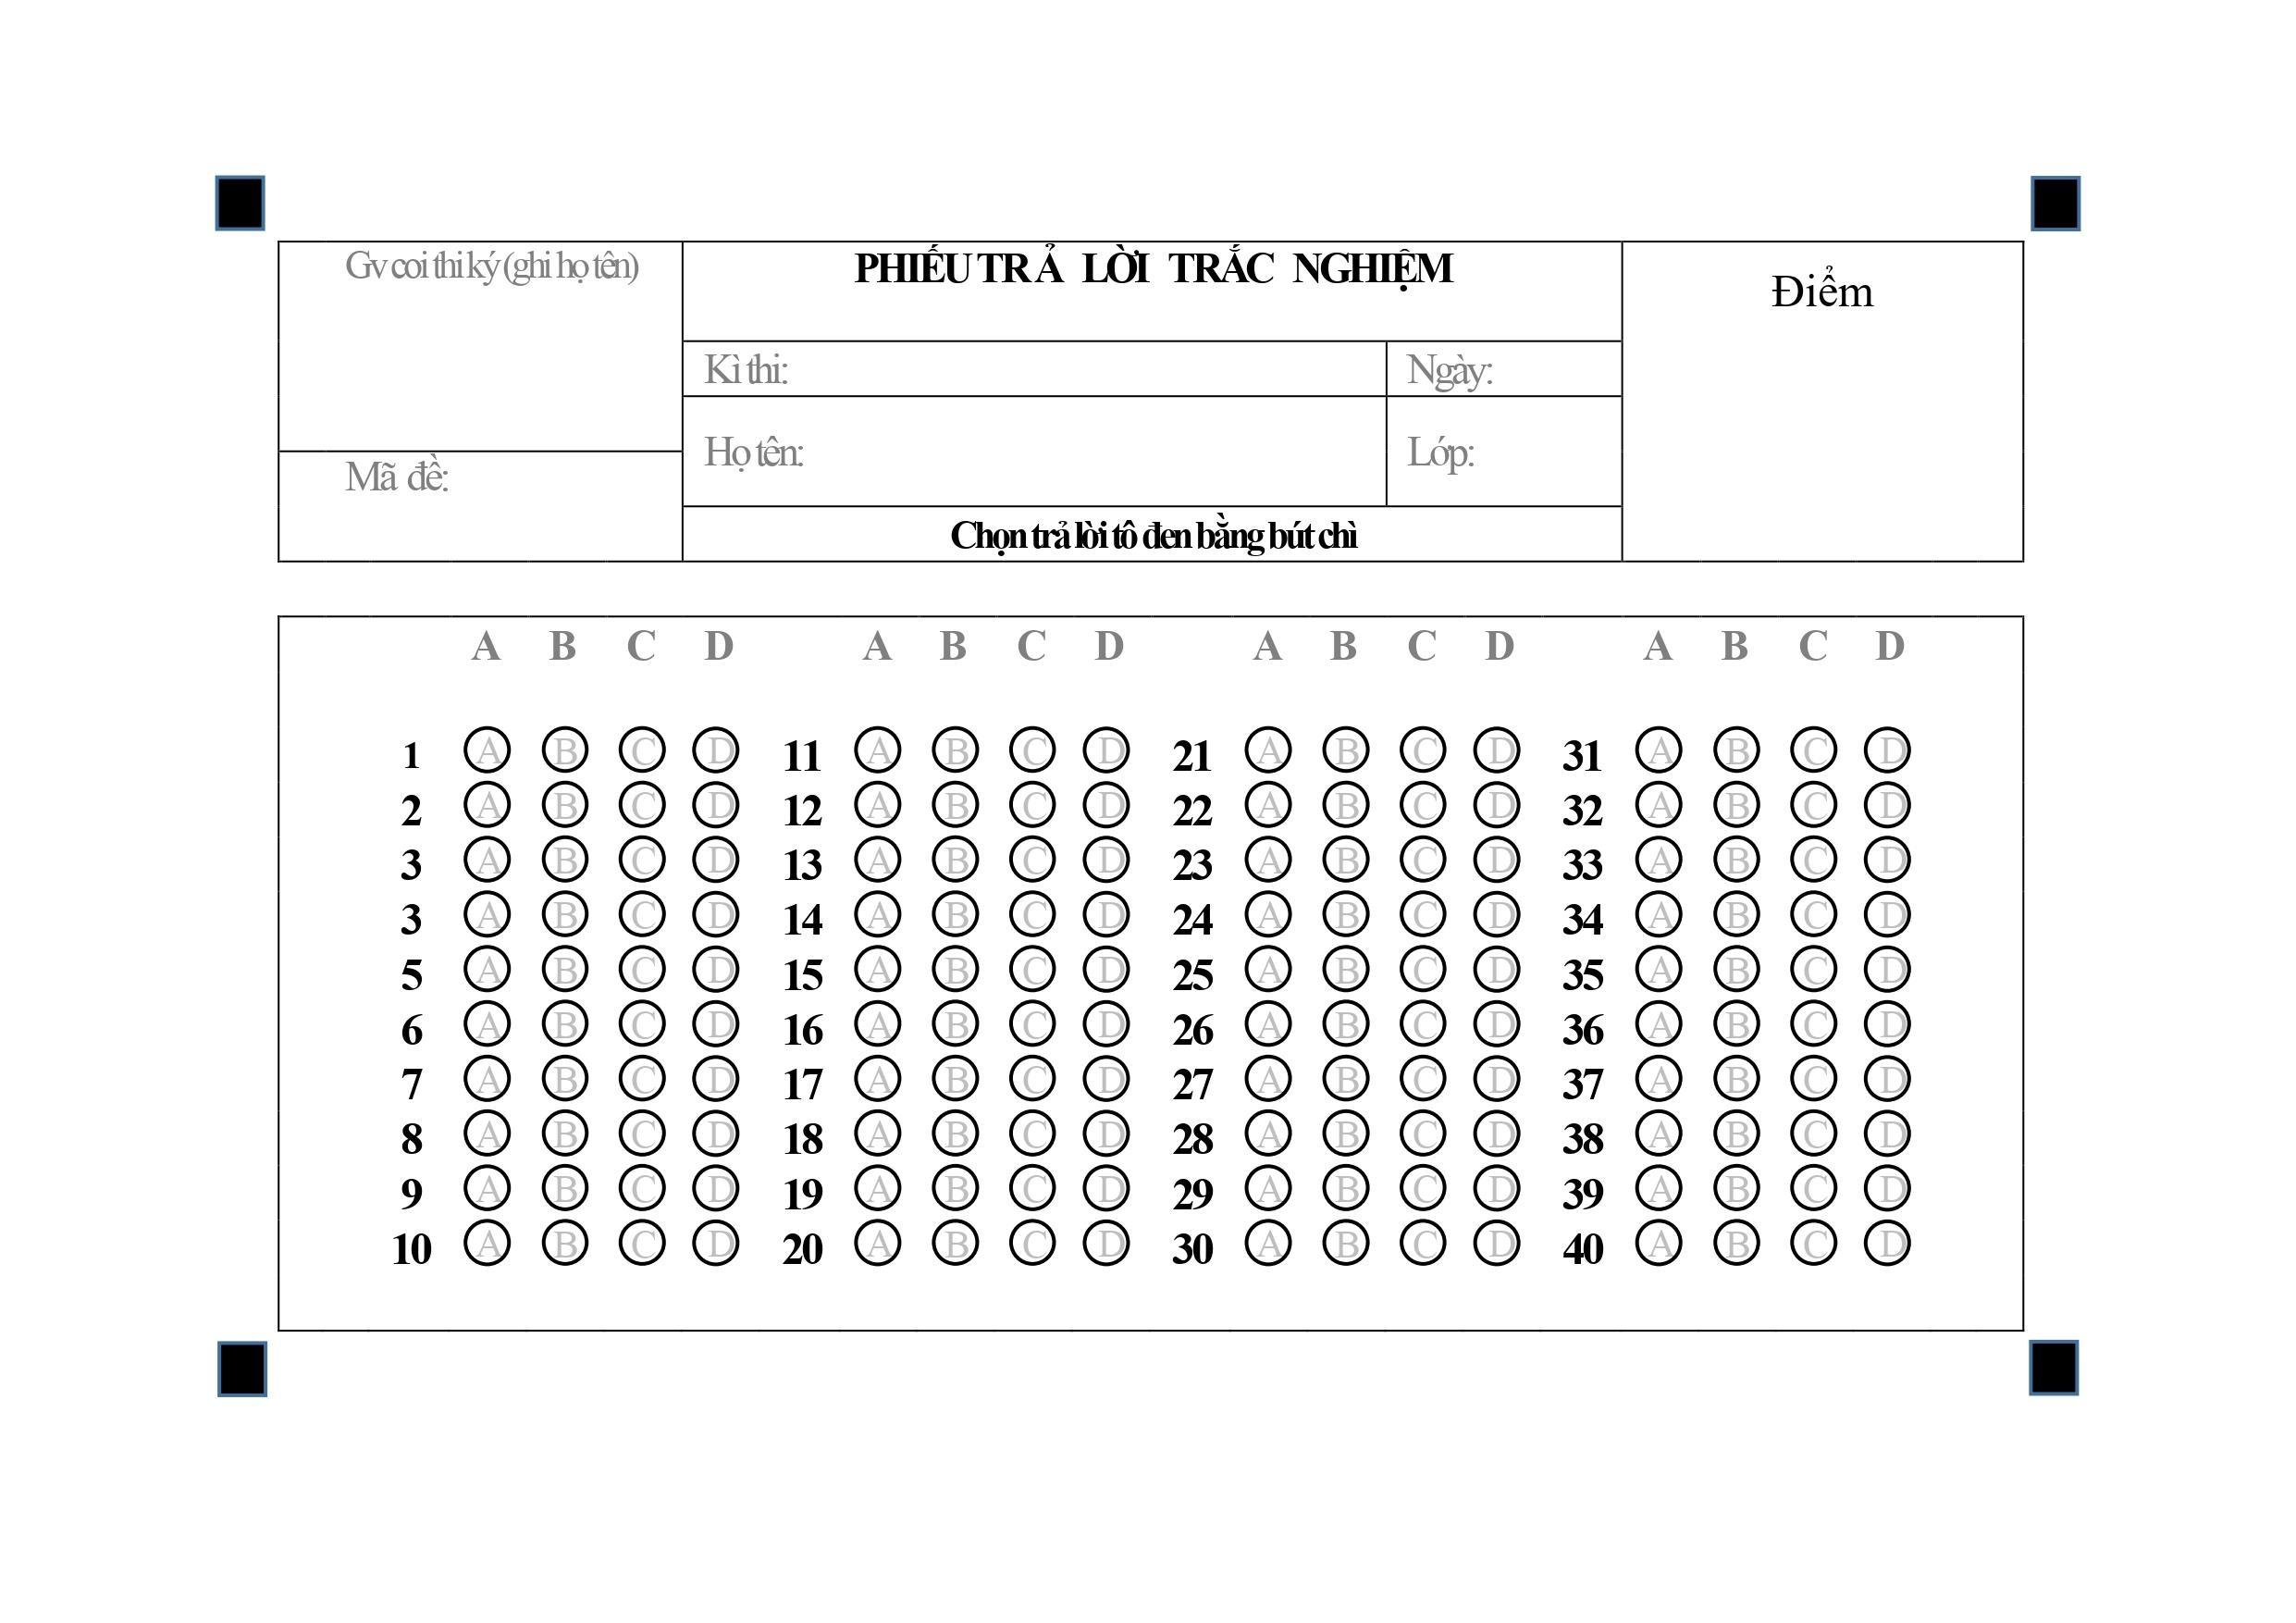 Gv coi thi ký (ghi họ tên)
PHIẾU TRẢ LỜI TRẮC NGHIỆM
Điểm
Kì thi:
Ngày:
Họ tên:
Lớp:
Mã đề:
Chọn trả lời tô đen bằng bút chì
A B C D A B C D A B C D A B C D
1 A B C D 11 A B C D 21 A B C D 31 A B C D
2 A B C D 12 A B C D 22 A B C D 32 A B C D
3 A B C D 13 A B C D 23 A B C D 33 A B C D
3 A B C D 14 A B C D 24 A B C D 34 A B C D
5 A B C D 15 A B C D 25 A B C D 35 A B C D
6 A B C D 16 A B C D 26 A B C D 36 A B C D
7 A B C D 17 A B C D 27 A B C D 37 A B C D
8 A B C D 18 A B C D 28 A B C D 38 A B C D
9 A B C D 19 A B C D 29 A B C D 39 A B C D
10 A B C D 20 A B C D 30 A B C D 40 A B C D